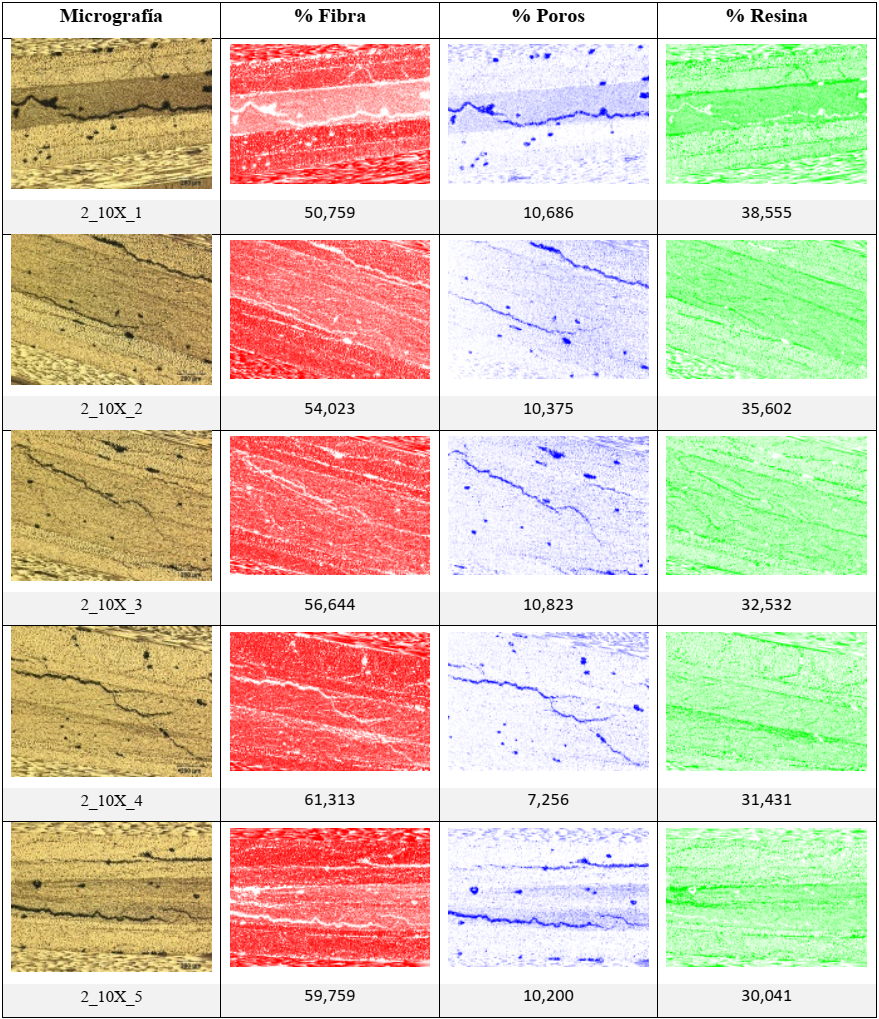 Micrografía % Fibra % Poros % Resina
2_10X_1 50,759 10,686 38,555
2_10X_2 54,023 10,375 35,602
2_10X_3 56,644 10,823 32,532
2_10X_4 61,313 7,256 31,431
2_10X_5 59,759 10,200 30,041